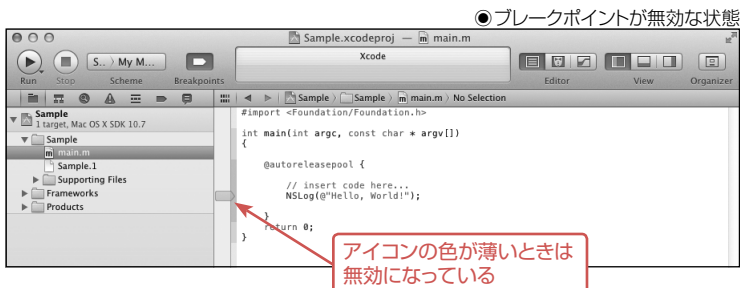 ◉ブレークポイントが無効な状態
Sample.xcodeproj — m main.m
S.. 〉My M...
Xcode
Run Stop Scheme Breakpoints Editor View Organizer
Sample 〉Sample 〉m main.m 〉No Selection
Sample
1 target, Mac OS X SDK 10.7
Sample
m main.m
Sample.1
Supporting Files
Frameworks
Products
#import <Foundation/Foundation.h>
int main(int argc, const char * argv[])
{
@autoreleasepool {
// insert code here...
NSLog(@"Hello, World!");
}
return 0;
}
アイコンの色が薄いときは
無効になっている